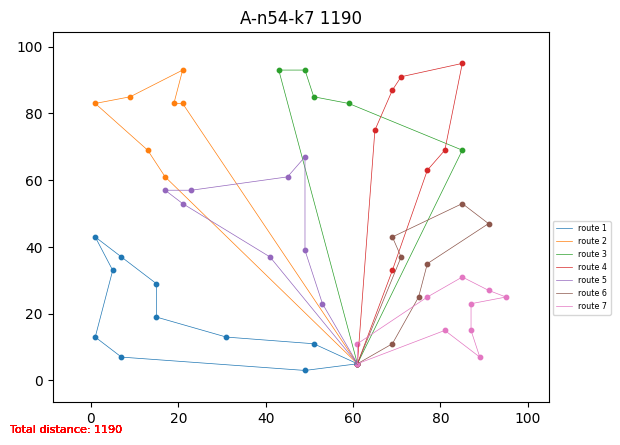 A-n54-k7 1190
100
80
60
40
20
0
0 20 40 60 80 100
route 1
route 2
route 3
route 4
route 5
route 6
route 7
Total distance: 1190